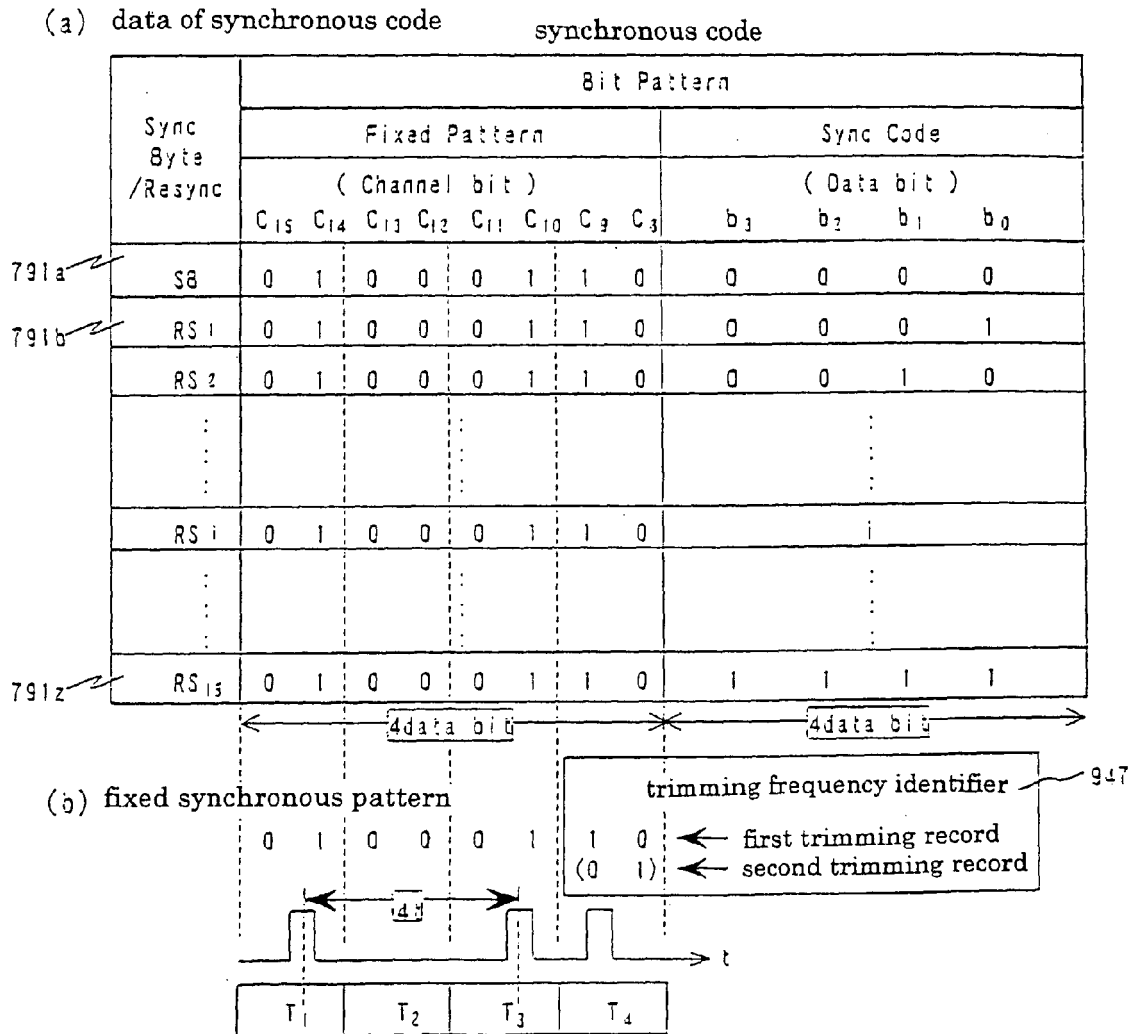 (a) data of synchronous code synchronous code
Bit Pattern
Sync Byte /Resync
Fixed Pattern Sync Code
( Channel bit ) ( Data bit )
C15 C14 C13 C12 C11 C10 C9 C8 b3 b2 b1 b0
791a SB 0 1 0 0 0 1 1 0 0 0 0 0
791b RS1 0 1 0 0 0 1 1 0 0 0 0 1
RS2 0 1 0 0 0 1 1 0 0 0 1 0
RSi 0 1 0 0 0 1 1 0 i
791z RS15 0 1 0 0 0 1 1 0 1 1 1 1
4data bit 4data bit
(b) fixed synchronous pattern
trimming frequency identifier 947
0 1 0 0 0 1 1 0 first trimming record
(0 1) second trimming record
t
T1 T2 T3 T4